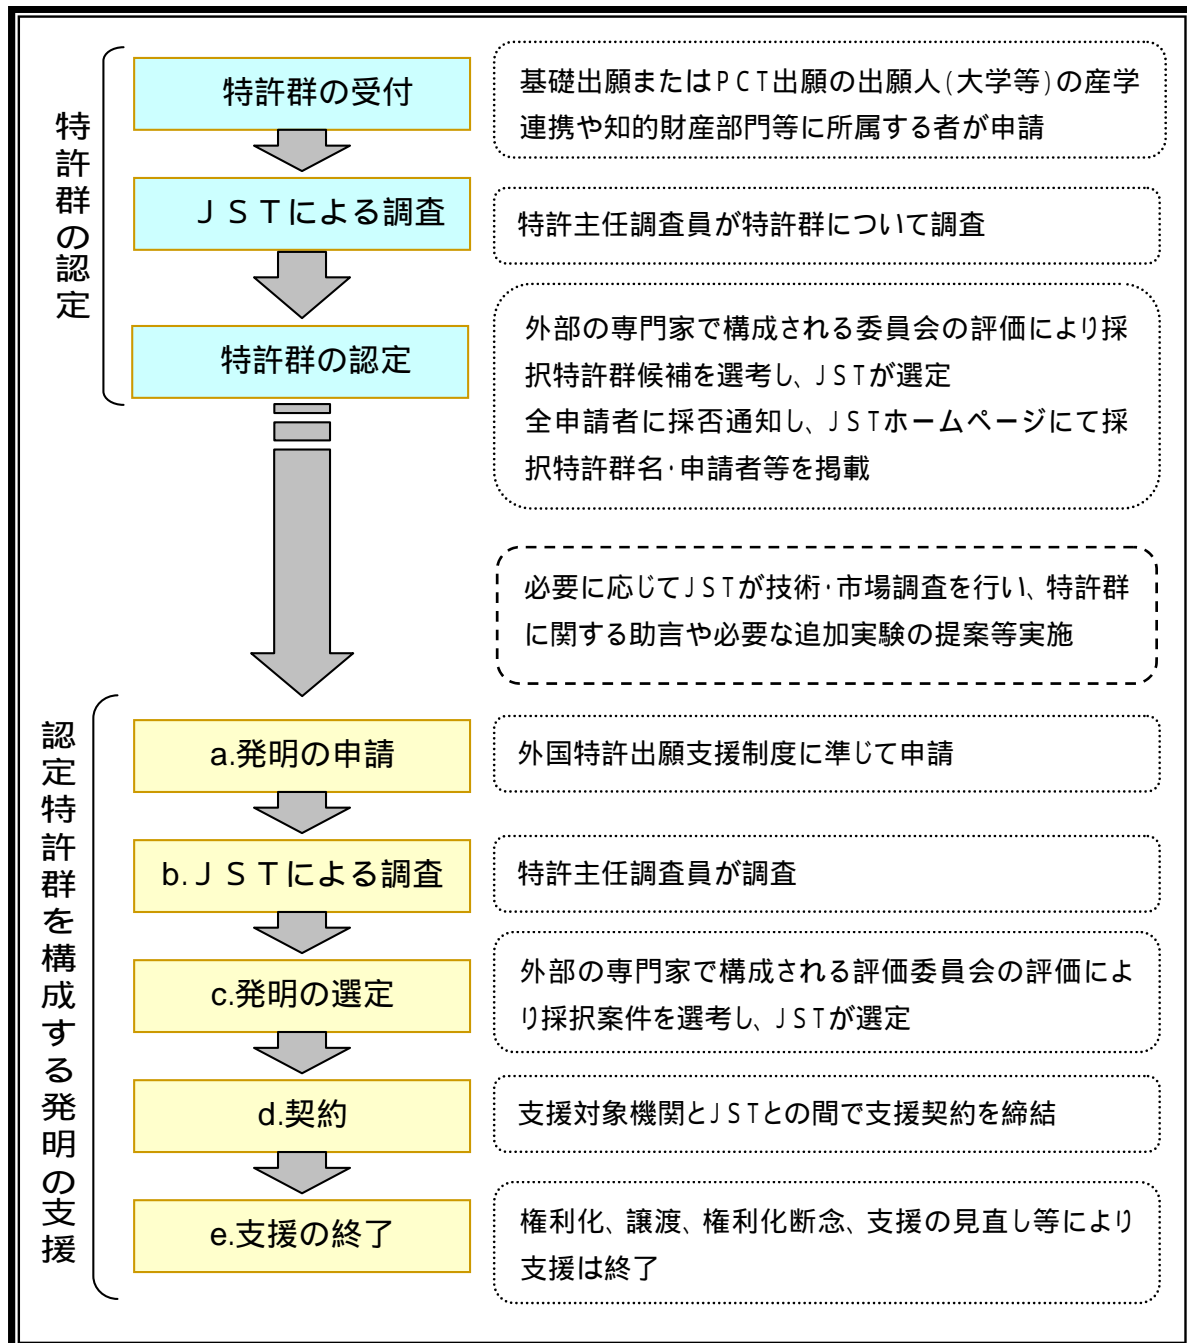 特許群の認定
特許群の受付
基礎出願またはPCT出願の出願人(大学等)の産学
連携や知的財産部門等に所属する者が申請
JSTによる調査
特許主任調査員が特許群について調査
特許群の認定
外部の専門家で構成される委員会の評価により採
択特許群候補を選考し、JSTが選定
全申請者に採否通知し、JSTホームページにて採
択特許群名・申請者等を掲載
必要に応じてJSTが技術・市場調査を行い、特許群
に関する助言や必要な追加実験の提案等実施
認定特許群を構成する発明の支援
a.発明の申請
外国特許出願支援制度に準じて申請
b.JSTによる調査
特許主任調査員が調査
c.発明の選定
外部の専門家で構成される評価委員会の評価によ
り採択案件を選考し、JSTが選定
d.契約
支援対象機関とJSTとの間で支援契約を締結
e.支援の終了
権利化、譲渡、権利化断念、支援の見直し等により
支援は終了